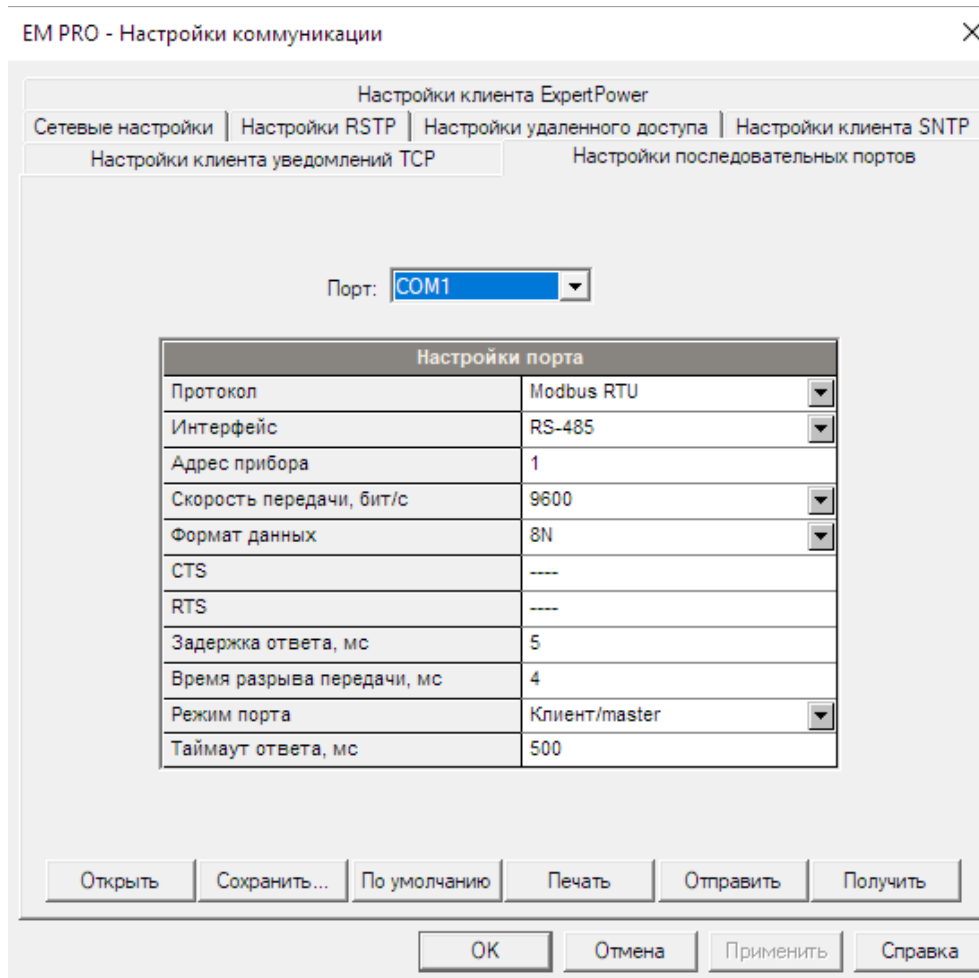 EM PRO - Настройки коммуникации
Настройки клиента ExpertPower
Сетевые настройки Настройки RSTP Настройки удаленного доступа Настройки клиента SNTP
Настройки клиента уведомлений TCP Настройки последовательных портов
Порт: COM1
Настройки порта
Протокол Modbus RTU
Интерфейс RS-485
Адрес прибора 1
Скорость передачи, бит/с 9600
Формат данных 8N
CTS ----
RTS ----
Задержка ответа, мс 5
Время разрыва передачи, мс 4
Режим порта Клиент/master
Таймаут ответа, мс 500
Открыть Сохранить... По умолчанию Печать Отправить Получить
OK Отмена Применить Справка